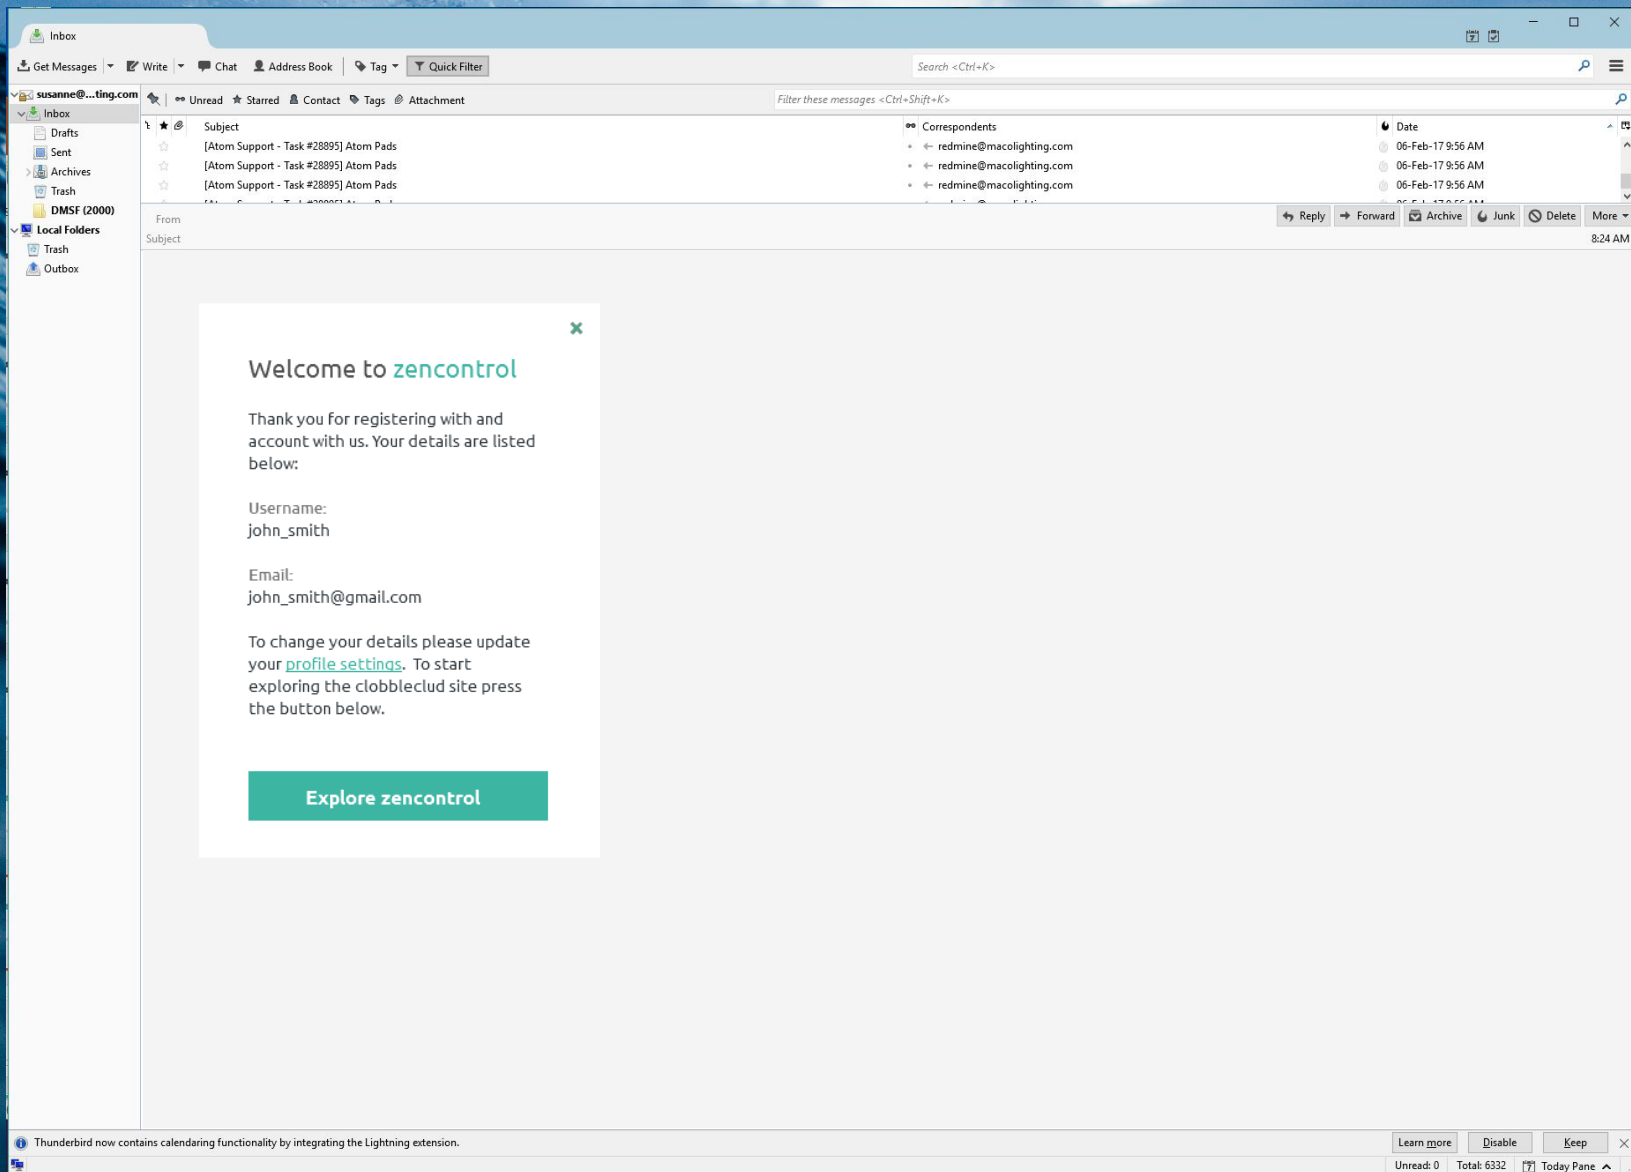 Inbox
Get Messages Write Chat Address Book Tag Quick Filter Search <Ctrl+K>
susanne@...ting.com
Unread Starred Contact Tags Attachment Filter these messages <Ctrl+Shift+K>
Inbox
Drafts
Sent
Archives
Trash
DMSF (2000)
Local Folders
Trash
Outbox
Subject Correspondents Date
[Atom Support - Task #28895] Atom Pads redmine@macolighting.com 06-Feb-17 9:56 AM
[Atom Support - Task #28895] Atom Pads redmine@macolighting.com 06-Feb-17 9:56 AM
[Atom Support - Task #28895] Atom Pads redmine@macolighting.com 06-Feb-17 9:56 AM
From Reply Forward Archive Junk Delete More
Subject 8:24 AM
Welcome to zencontrol
Thank you for registering with and
account with us. Your details are listed
below:
Username:
john_smith
Email:
john_smith@gmail.com
To change your details please update
your profile settings. To start
exploring the clobbleclud site press
the button below.
Explore zencontrol
Thunderbird now contains calendaring functionality by integrating the Lightning extension. Learn more Disable Keep
Unread: 0 Total: 6332 Today Pane